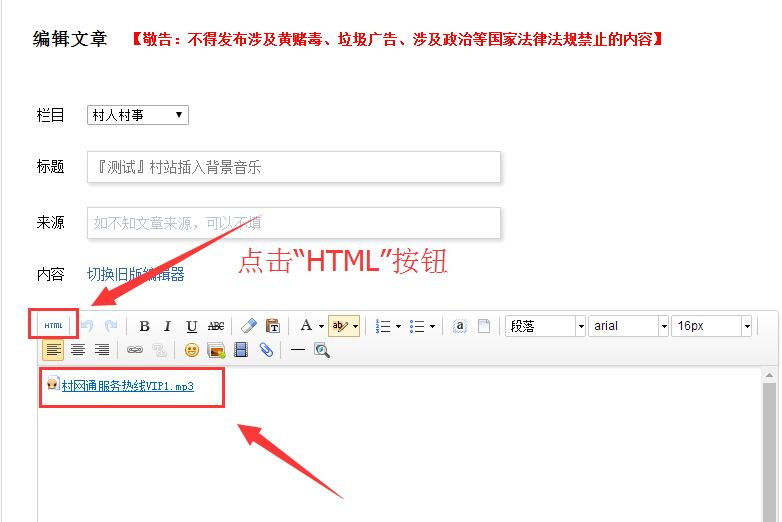 编辑文章 【敬告：不得发布涉及黄赌毒、垃圾广告、涉及政治等国家法律法规禁止的内容】
栏目 村人村事
标题 『测试』村站插入背景音乐
来源 如不知文章来源，可以不填
点击“HTML”按钮
内容 切换旧版编辑器
HTML B I U ABC T A ab a 段落 arial 16px
村网通服务热线VIP1.mp3